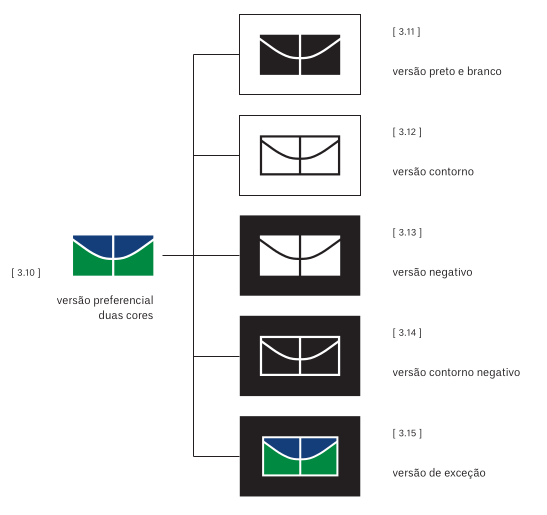 [ 3.11 ]
versão preto e branco
[ 3.12 ]
versão contorno
[ 3.13 ]
versão negativo
[ 3.10 ]
versão preferencial
duas cores
[ 3.14 ]
versão contorno negativo
[ 3.15 ]
versão de exceção